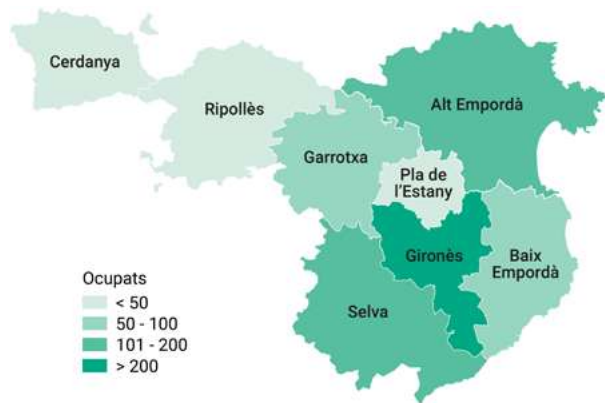 Cerdanya
Ripollès
Alt Empordà
Garrotxa
Pla de
l'Estany
Gironès
Baix
Empordà
Selva
Ocupats
< 50
50 - 100
101 - 200
> 200